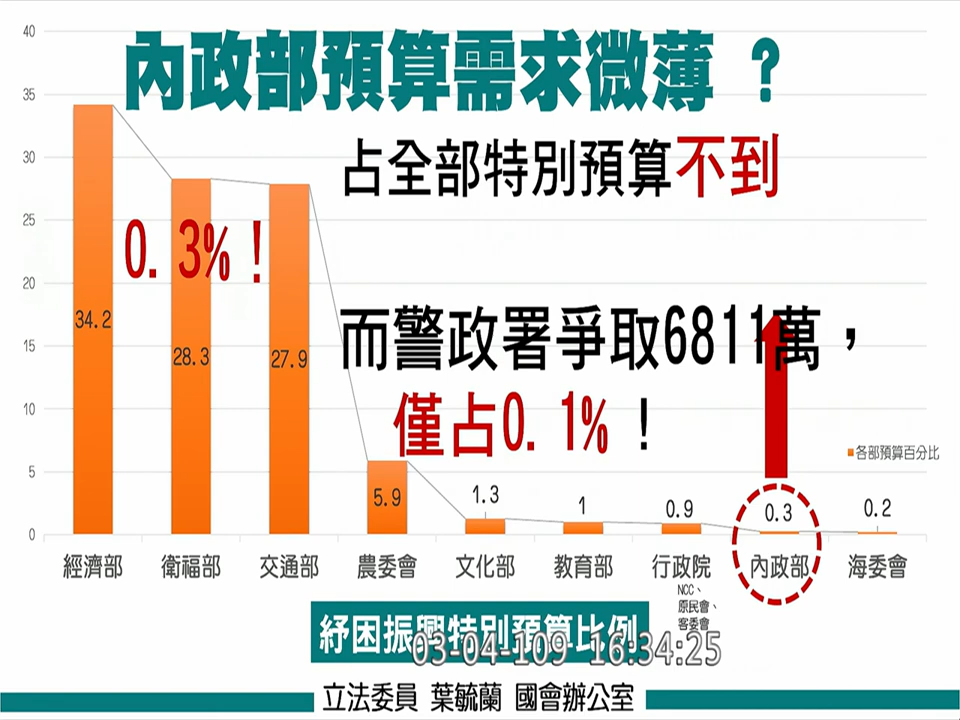 內政部預算需求微薄 ?
占全部特別預算不到
0.3%！
而警政署爭取6811萬，
僅占0.1%！
40
35
30
25
20
15
10
5
0
34.2
28.3
27.9
5.9
1.3
1
0.9
0.3
0.2
各部預算百分比
經濟部
衛福部
交通部
農委會
文化部
教育部
行政院
內政部
海委會
NCC、
原民會、
客委會
紓困振興特別預算比例
03-04-109 16:34:25
立法委員 葉毓蘭 國會辦公室